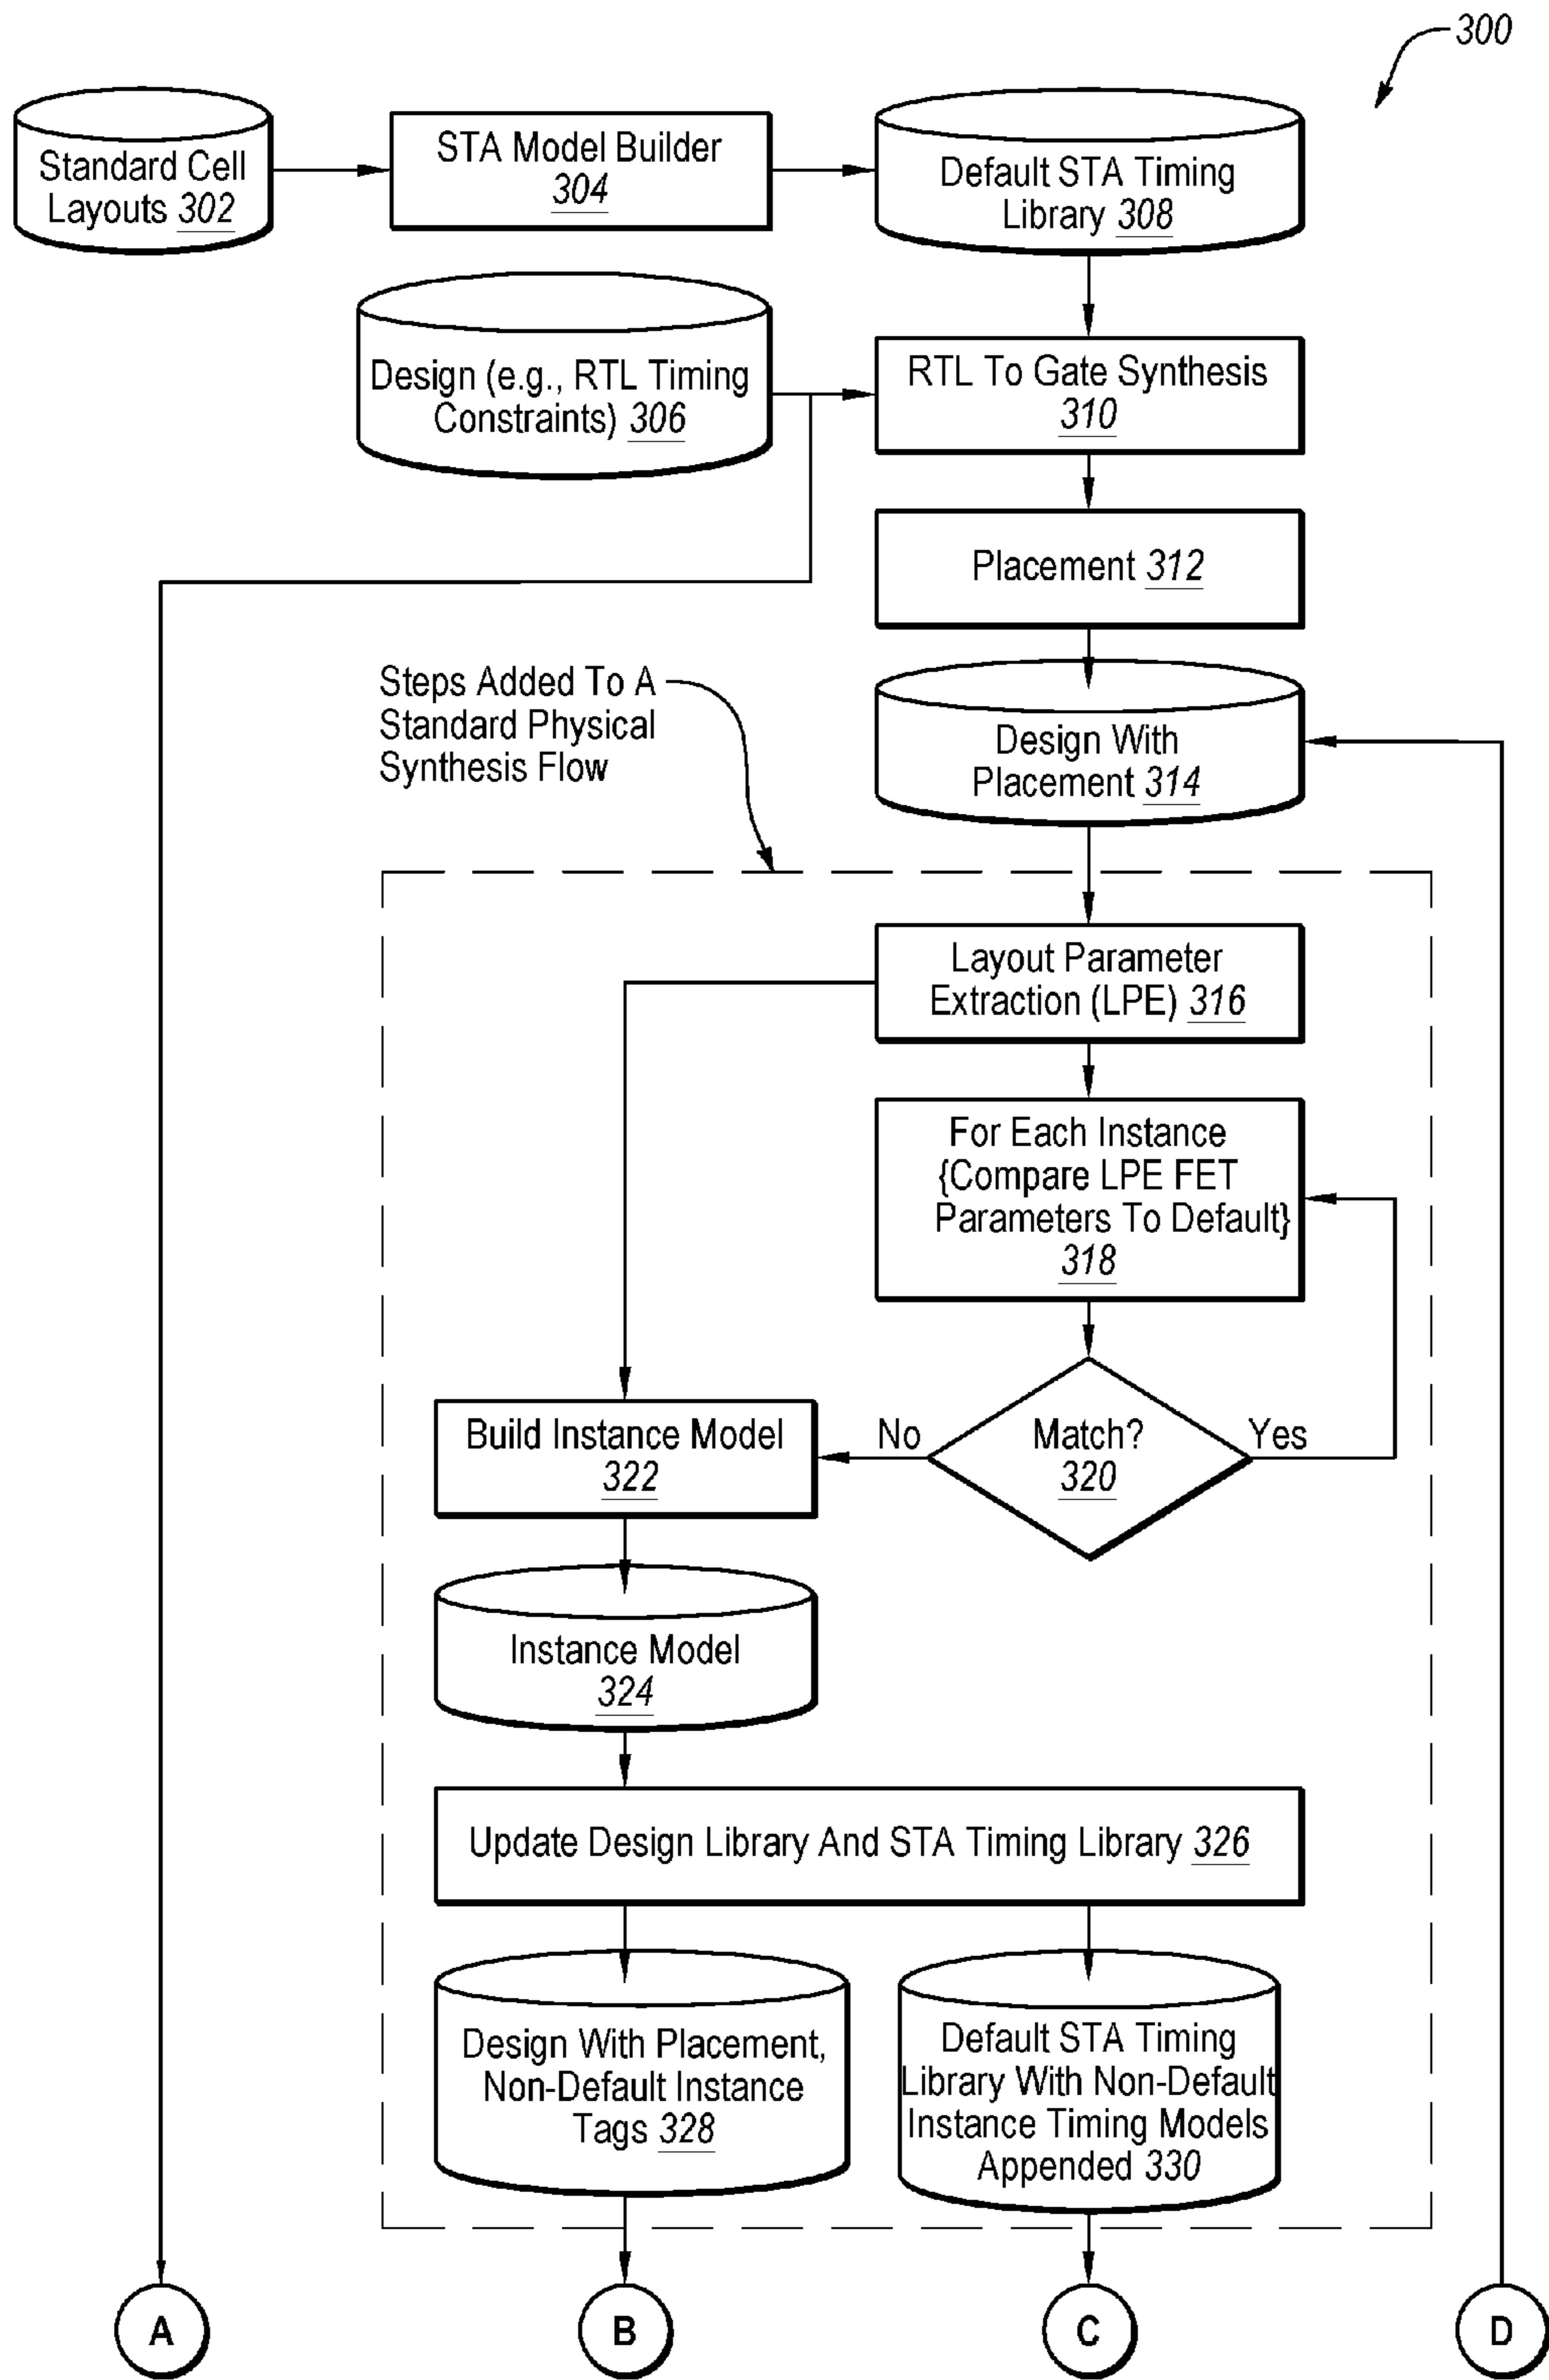 300
Standard Cell
Layouts 302
STA Model Builder
304
Default STA Timing
Library 308
Design (e.g., RTL Timing
Constraints) 306
RTL To Gate Synthesis
310
Placement 312
Steps Added To A
Standard Physical
Synthesis Flow
Design With
Placement 314
Layout Parameter
Extraction (LPE) 316
For Each Instance
{Compare LPE FET
Parameters To Default}
318
Build Instance Model
322
No
Match?
320
Yes
Instance Model
324
Update Design Library And STA Timing Library 326
Design With Placement,
Non-Default Instance
Tags 328
Default STA Timing
Library With Non-Default
Instance Timing Models
Appended 330
A
B
C
D